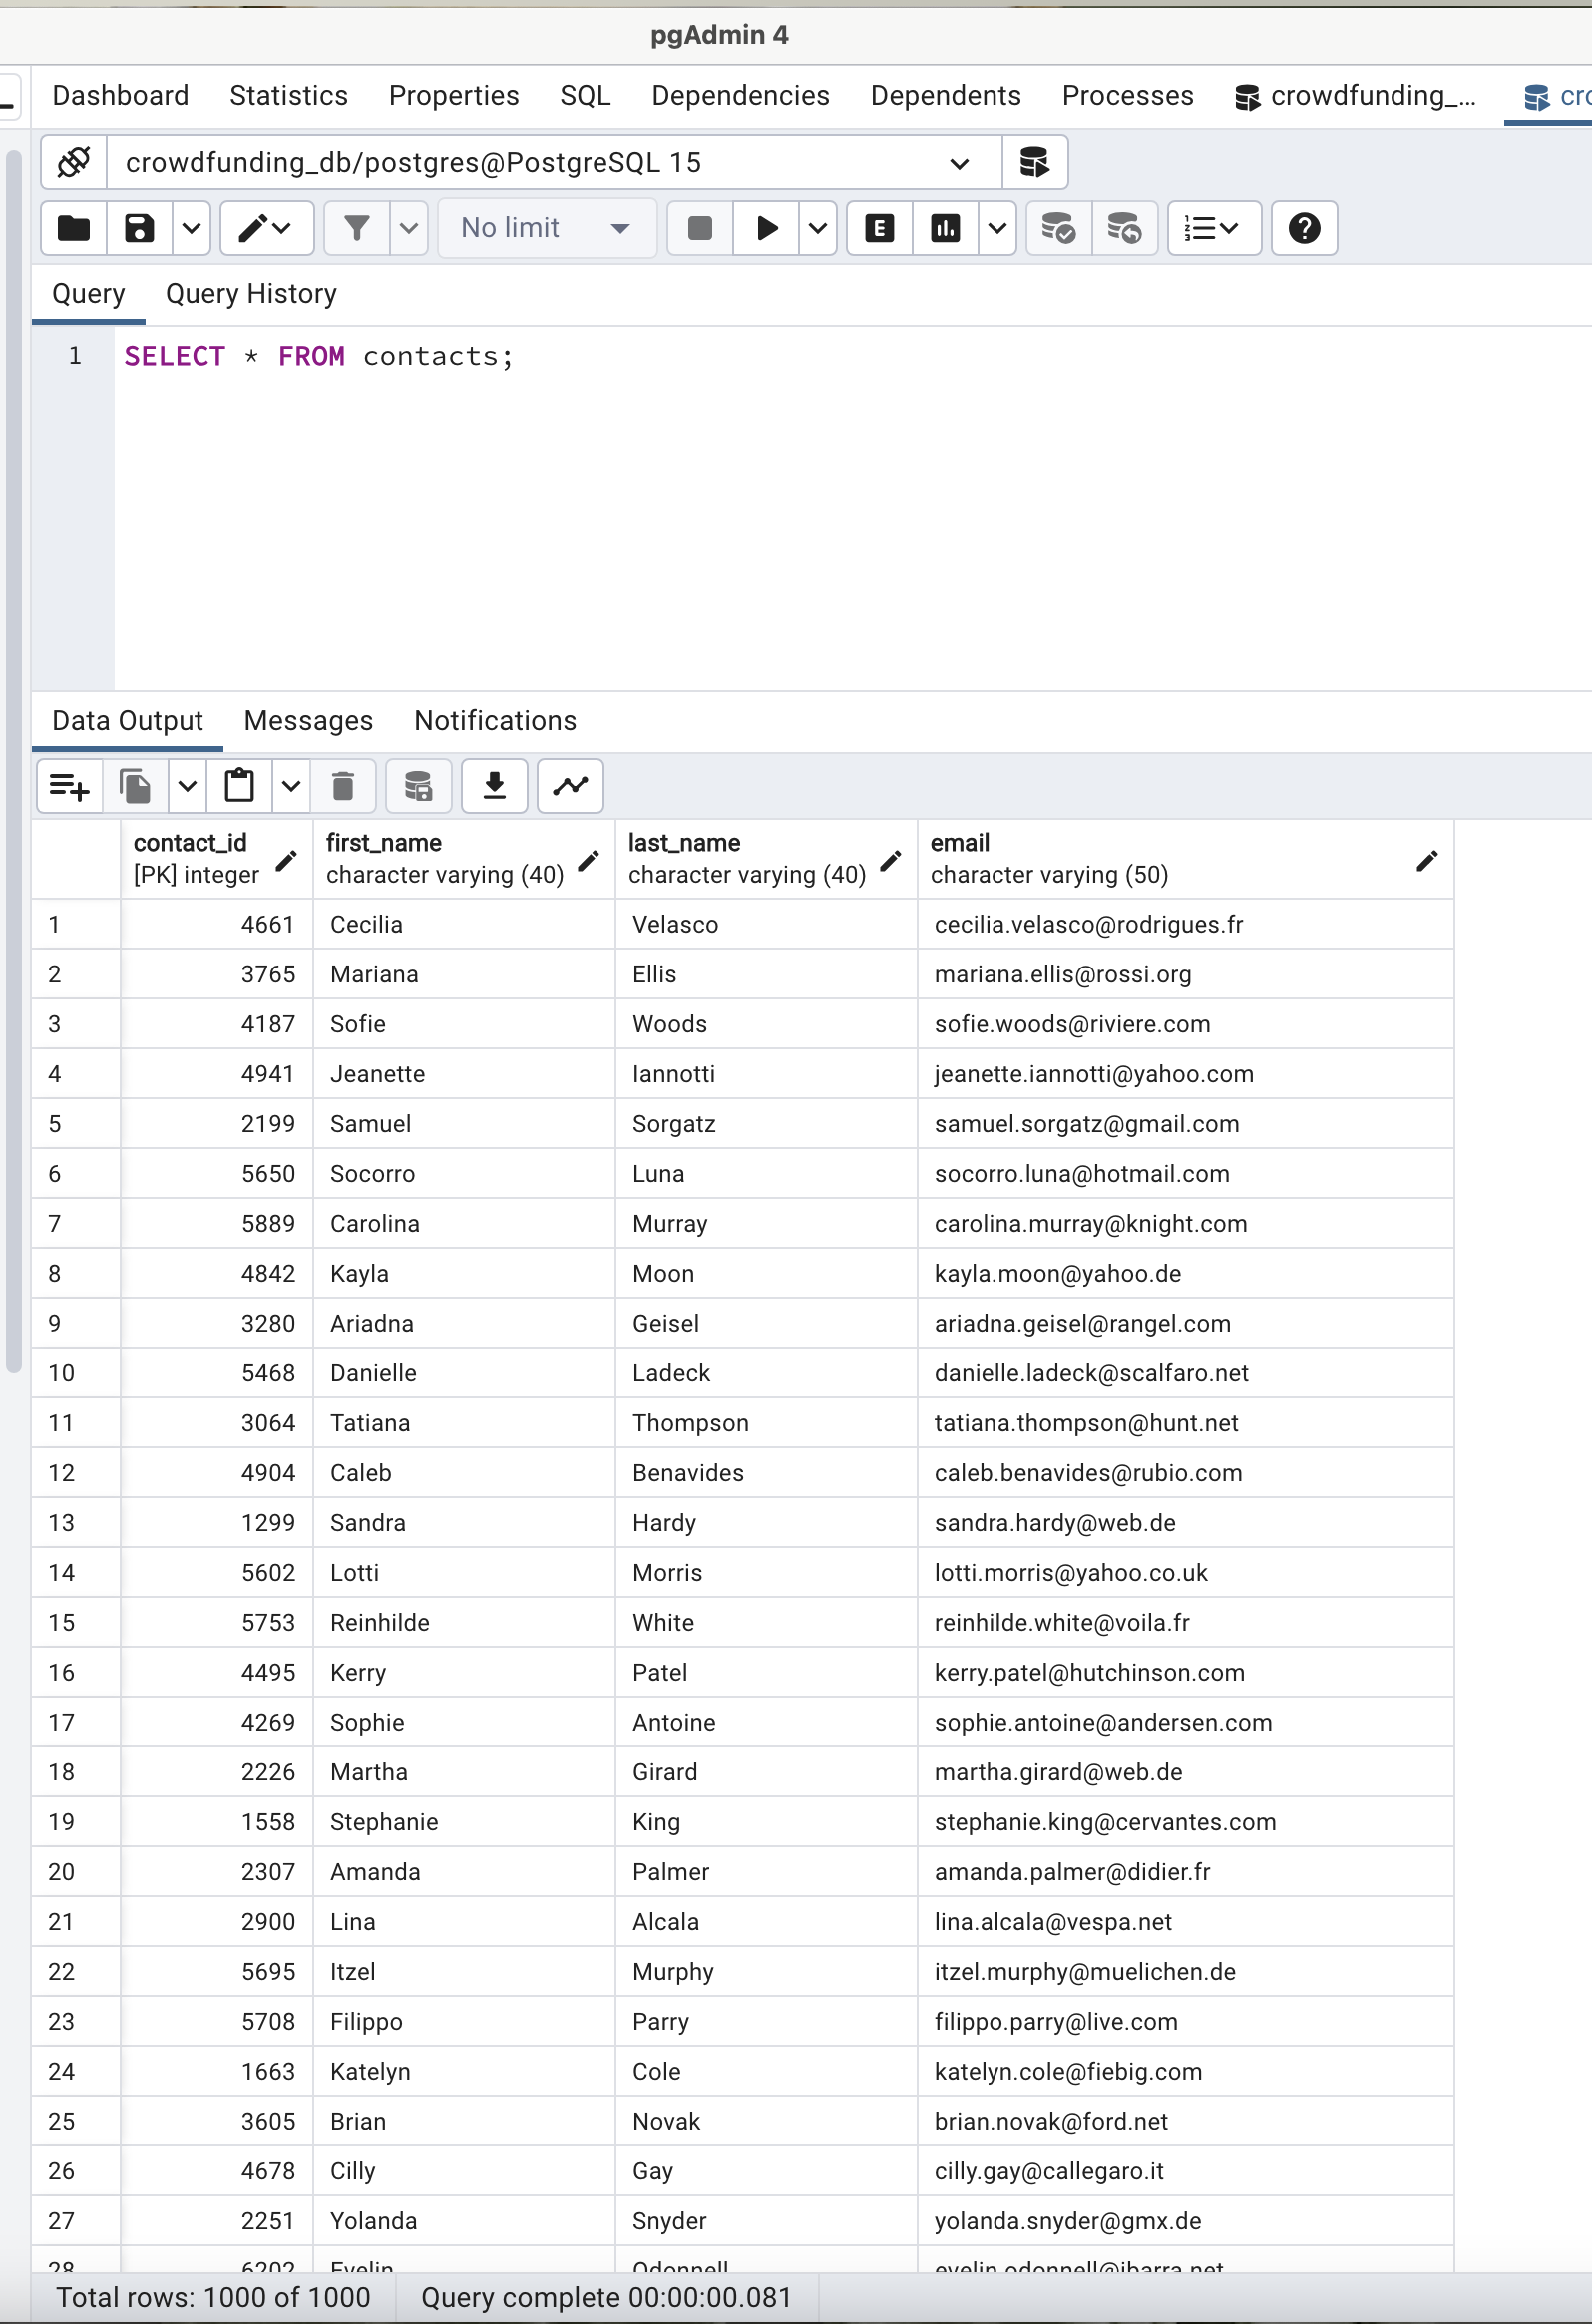 pgAdmin 4
Dashboard Statistics Properties SQL Dependencies Dependents Processes crowdfunding_...
crowdfunding_db/postgres@PostgreSQL 15
No limit
Query Query History
1 SELECT * FROM contacts;
Data Output Messages Notifications
contact_id first_name last_name email
[PK] integer character varying (40) character varying (40) character varying (50)
1 4661 Cecilia Velasco cecilia.velasco@rodrigues.fr
2 3765 Mariana Ellis mariana.ellis@rossi.org
3 4187 Sofie Woods sofie.woods@riviere.com
4 4941 Jeanette Iannotti jeanette.iannotti@yahoo.com
5 2199 Samuel Sorgatz samuel.sorgatz@gmail.com
6 5650 Socorro Luna socorro.luna@hotmail.com
7 5889 Carolina Murray carolina.murray@knight.com
8 4842 Kayla Moon kayla.moon@yahoo.de
9 3280 Ariadna Geisel ariadna.geisel@rangel.com
10 5468 Danielle Ladeck danielle.ladeck@scalfaro.net
11 3064 Tatiana Thompson tatiana.thompson@hunt.net
12 4904 Caleb Benavides caleb.benavides@rubio.com
13 1299 Sandra Hardy sandra.hardy@web.de
14 5602 Lotti Morris lotti.morris@yahoo.co.uk
15 5753 Reinhilde White reinhilde.white@voila.fr
16 4495 Kerry Patel kerry.patel@hutchinson.com
17 4269 Sophie Antoine sophie.antoine@andersen.com
18 2226 Martha Girard martha.girard@web.de
19 1558 Stephanie King stephanie.king@cervantes.com
20 2307 Amanda Palmer amanda.palmer@didier.fr
21 2900 Lina Alcala lina.alcala@vespa.net
22 5695 Itzel Murphy itzel.murphy@muelichen.de
23 5708 Filippo Parry filippo.parry@live.com
24 1663 Katelyn Cole katelyn.cole@fiebig.com
25 3605 Brian Novak brian.novak@ford.net
26 4678 Cilly Gay cilly.gay@callegaro.it
27 2251 Yolanda Snyder yolanda.snyder@gmx.de
28 6202 Evelin Odonnell evelin.odonnell@ibarra.net
Total rows: 1000 of 1000 Query complete 00:00:00.081